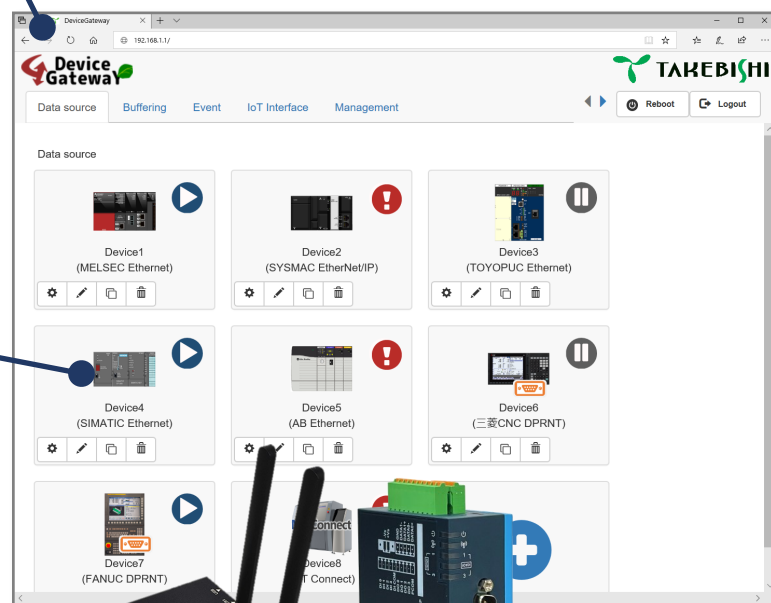 DeviceGateway
192.168.1.1/
Device
Gateway
TAKEBISHI
Data source
Buffering
Event
IoT Interface
Management
Reboot
Logout
Data source
Device1
(MELSEC Ethernet)
Device2
(SYSMAC EtherNet/IP)
Device3
(TOYOPUC Ethernet)
Device4
(SIMATIC Ethernet)
Device5
(AB Ethernet)
Device6
(三菱CNC DPRNT)
Device7
(FANUC DPRNT)
Connect
Device8
T Connect)